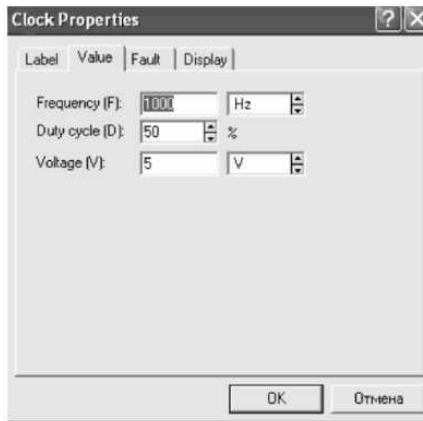 Clock Properties
Label Value Fault Display
Frequency (F): 1000 Hz
Duty cycle (D): 50 %
Voltage (V): 5 V
OK Отмена